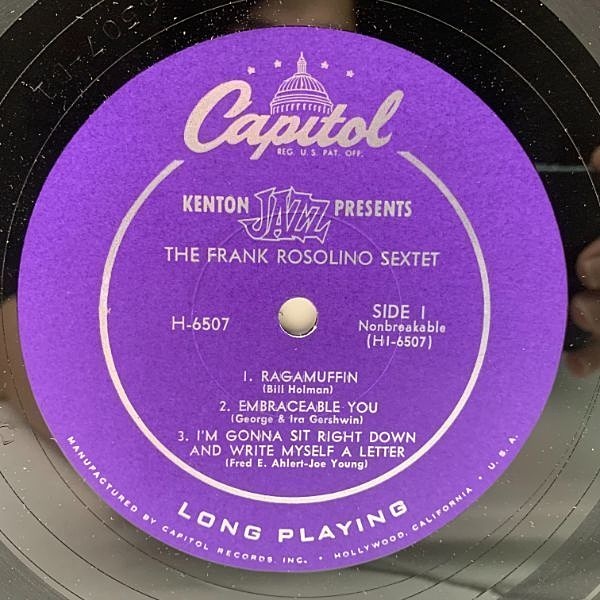 Capitol
REG. U.S. PAT. OFF.
KENTON JAZZ PRESENTS
THE FRANK ROSOLINO SEXTET
H-6507
SIDE 1
Nonbreakable
(H1-6507)
1. RAGAMUFFIN
(Bill Holman)
2. EMBRACEABLE YOU
(George & Ira Gershwin)
3. I'M GONNA SIT RIGHT DOWN
AND WRITE MYSELF A LETTER
(Fred E. Ahlert-Joe Young)
LONG PLAYING
MANUFACTURED BY CAPITOL RECORDS, INC. • HOLLYWOOD, CALIFORNIA • U.S.A.